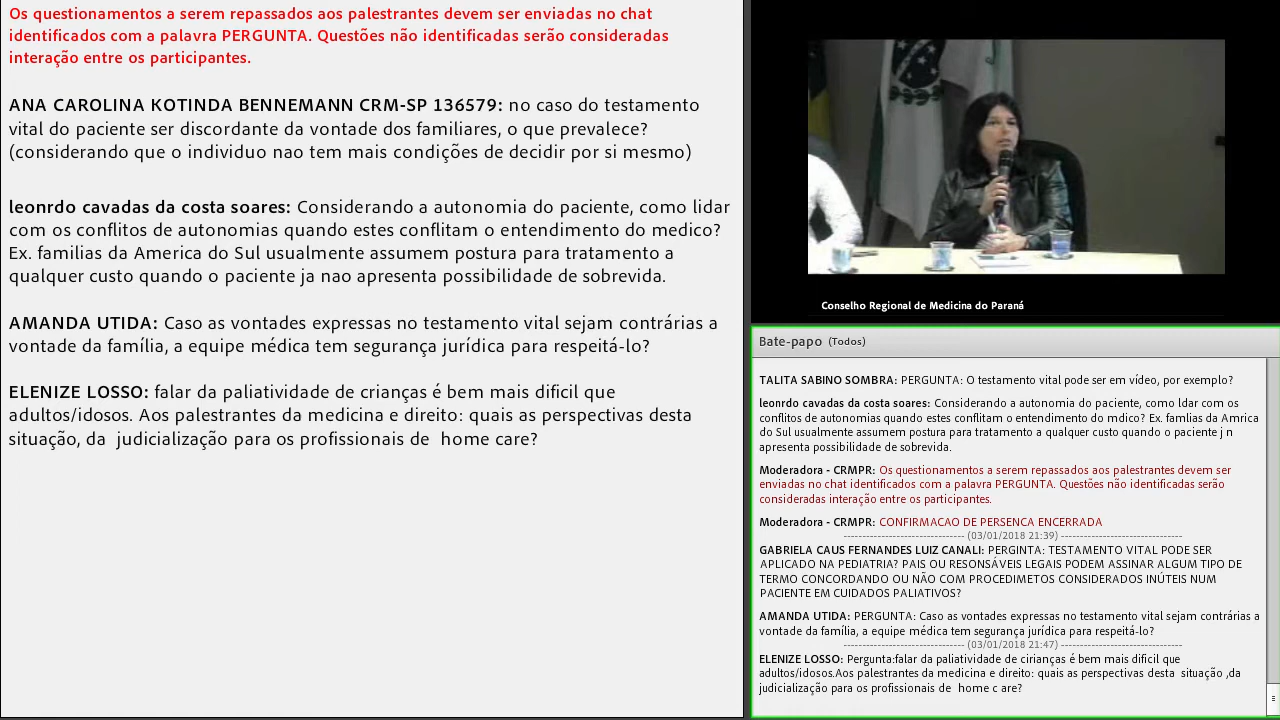 Os questionamentos a serem repassados aos palestrantes devem ser enviadas no chat
identificados com a palavra PERGUNTA. Questões não identificadas serão consideradas
interação entre os participantes.
ANA CAROLINA KOTINDA BENNEMANN CRM-SP 136579: no caso do testamento
vital do paciente ser discordante da vontade dos familiares, o que prevalece?
(considerando que o individuo nao tem mais condições de decidir por si mesmo)
leonrdo cavadas da costa soares: Considerando a autonomia do paciente, como lidar
com os conflitos de autonomias quando estes conflitam o entendimento do medico?
Ex. familias da America do Sul usualmente assumem postura para tratamento a
qualquer custo quando o paciente ja nao apresenta possibilidade de sobrevida.
AMANDA UTIDA: Caso as vontades expressas no testamento vital sejam contrárias a
vontade da família, a equipe médica tem segurança jurídica para respeitá-lo?
ELENIZE LOSSO: falar da paliatividade de crianças é bem mais dificil que
adultos/idosos. Aos palestrantes da medicina e direito: quais as perspectivas desta
situação, da  judicialização para os profissionais de  home care?
Conselho Regional de Medicina do Paraná
Bate-papo (Todos)
TALITA SABINO SOMBRA: PERGUNTA: O testamento vital pode ser em vídeo, por exemplo?
leonrdo cavadas da costa soares: Considerando a autonomia do paciente, como ldar com os
conflitos de autonomias quando estes conflitam o entendimento do mdico? Ex. famlias da Amrica
do Sul usualmente assumem postura para tratamento a qualquer custo quando o paciente j n
apresenta possibilidade de sobrevida.
Moderadora - CRMPR: Os questionamentos a serem repassados aos palestrantes devem ser
enviadas no chat identificados com a palavra PERGUNTA. Questões não identificadas serão
consideradas interação entre os participantes.
Moderadora - CRMPR: CONFIRMACAO DE PERSENCA ENCERRADA
------------------------------- (03/01/2018 21:39) -------------------------------
GABRIELA CAUS FERNANDES LUIZ CANALI: PERGINTA: TESTAMENTO VITAL PODE SER
APLICADO NA PEDIATRIA? PAIS OU RESONSÁVEIS LEGAIS PODEM ASSINAR ALGUM TIPO DE
TERMO CONCORDANDO OU NÃO COM PROCEDIMETOS CONSIDERADOS INÚTEIS NUM
PACIENTE EM CUIDADOS PALIATIVOS?
AMANDA UTIDA: PERGUNTA: Caso as vontades expressas no testamento vital sejam contrárias a
vontade da família, a equipe médica tem segurança jurídica para respeitá-lo?
------------------------------- (03/01/2018 21:47) -------------------------------
ELENIZE LOSSO: Pergunta:falar da paliatividade de cirianças é bem mais dificil que
adultos/idosos.Aos palestrantes da medicina e direito: quais as perspectivas desta  situação ,da
judicialização para os profissionais de  home c are?